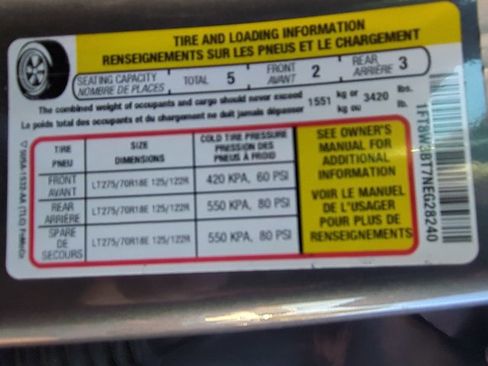 TIRE AND LOADING INFORMATION
RENSEIGNEMENTS SUR LES PNEUS ET LE CHARGEMENT
SEATING CAPACITY TOTAL 5 FRONT 2 REAR 3
NOMBRE DE PLACES AVANT ARRIÈRE
The combined weight of occupants and cargo should never exceed 1551 kg or 3420 lbs.
Le poids total des occupants et du chargement ne doit jamais dépasser kg ou lb.
TIRE SIZE COLD TIRE PRESSURE
PNEU DIMENSIONS PRESSION DES
PNEUS À FROID
FRONT LT275/70R18E 125/122R 420 KPA, 60 PSI
AVANT
REAR LT275/70R18E 125/122R 550 KPA, 80 PSI
ARRIÈRE
SPARE LT275/70R18E 125/122R 550 KPA, 80 PSI
DE
SECOURS
SEE OWNER'S
MANUAL FOR
ADDITIONAL
INFORMATION
VOIR LE MANUEL
DE L'USAGER
POUR PLUS DE
RENSEIGNEMENTS
1FT8W3BT7NEG28240